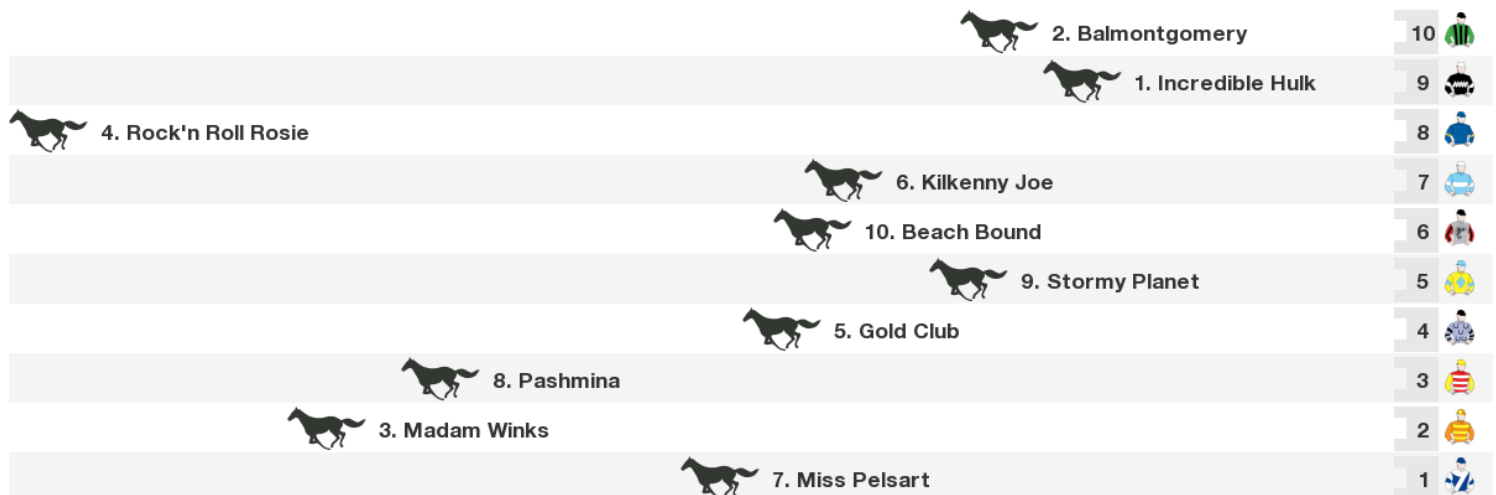 2. Balmontgomery 10
1. Incredible Hulk 9
4. Rock'n Roll Rosie 8
6. Kilkenny Joe 7
10. Beach Bound 6
9. Stormy Planet 5
5. Gold Club 4
8. Pashmina 3
3. Madam Winks 2
7. Miss Pelsart 1